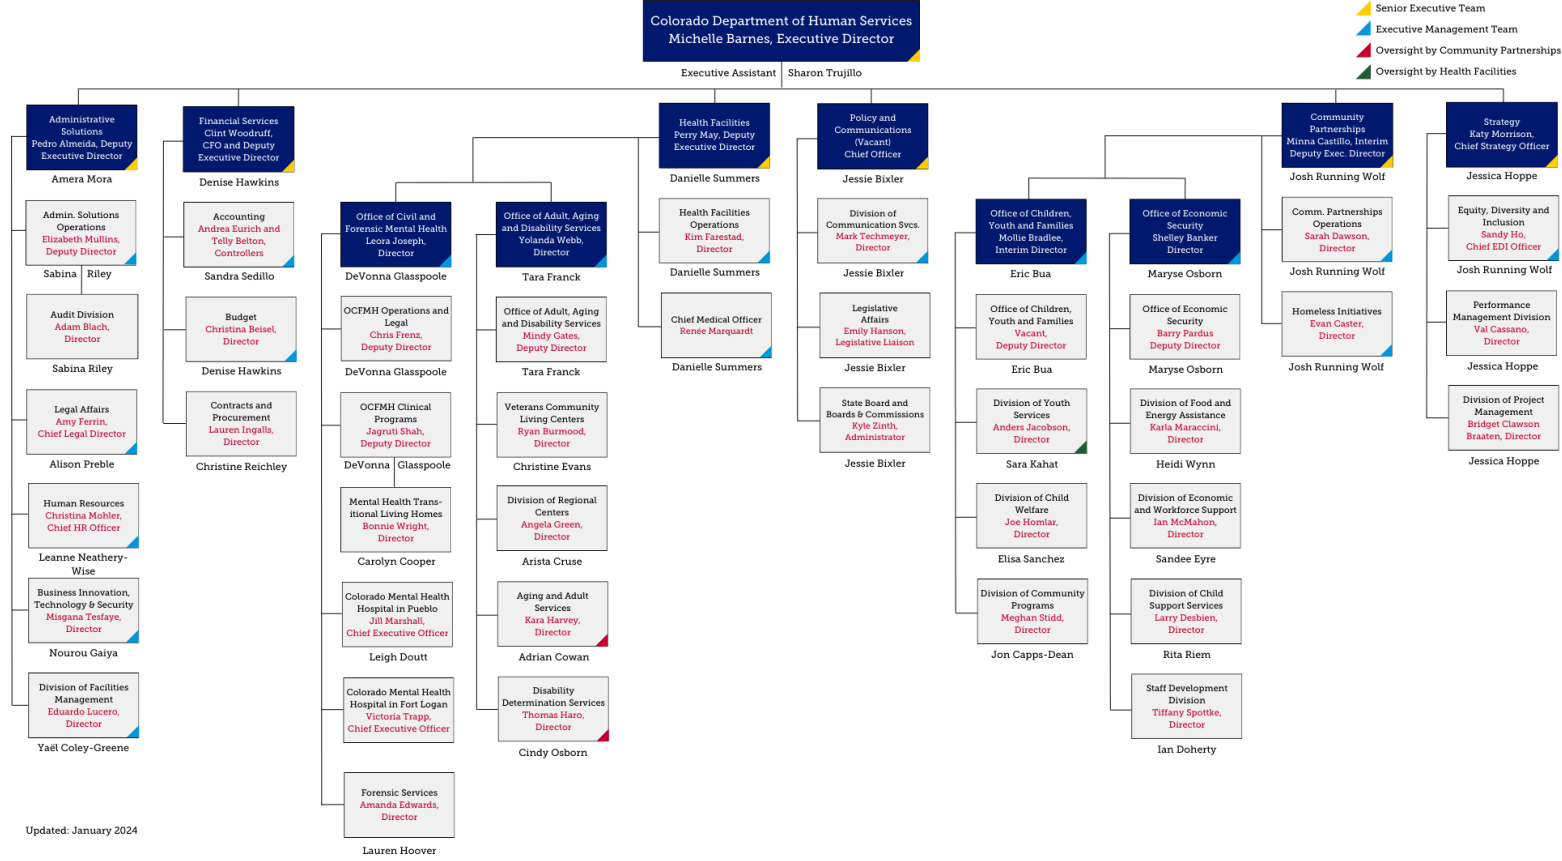 Colorado Department of Human Services
Michelle Barnes, Executive Director
Executive Assistant
Sharon Trujillo
Senior Executive Team
Executive Management Team
Oversight by Community Partnerships
Oversight by Health Facilities
Administrative
Solutions
Pedro Almeida, Deputy
Executive Director
Amera Mora
Admin. Solutions
Operations
Elizabeth Mullins,
Deputy Director
Sabina Riley
Audit Division
Adam Blach,
Director
Sabina Riley
Legal Affairs
Amy Ferrin,
Chief Legal Director
Alison Preble
Human Resources
Christina Mohler,
Chief HR Officer
Leanne Neathery-
Wise
Business Innovation,
Technology & Security
Misgana Tesfaye,
Director
Nourou Gaiya
Division of Facilities
Management
Eduardo Lucero,
Director
Yaël Coley-Greene
Financial Services
Clint Woodruff,
CFO and Deputy
Executive Director
Denise Hawkins
Accounting
Andrea Eurich and
Telly Belton,
Controllers
Sandra Sedillo
Budget
Christina Beisel,
Director
Denise Hawkins
Contracts and
Procurement
Lauren Ingalls,
Director
Christine Reichley
Health Facilities
Perry May, Deputy
Executive Director
Danielle Summers
Office of Civil and
Forensic Mental Health
Leora Joseph,
Director
DeVonna Glasspoole
OCFMH Operations and
Legal
Chris Frenz,
Deputy Director
DeVonna Glasspoole
OCFMH Clinical
Programs
Jagruti Shah,
Deputy Director
DeVonna Glasspoole
Mental Health Trans-
itional Living Homes
Bonnie Wright,
Director
Carolyn Cooper
Colorado Mental Health
Hospital in Pueblo
Jill Marshall,
Chief Executive Officer
Leigh Doutt
Colorado Mental Health
Hospital in Fort Logan
Victoria Trapp,
Chief Executive Officer
Forensic Services
Amanda Edwards,
Director
Lauren Hoover
Office of Adult, Aging
and Disability Services
Yolanda Webb,
Director
Tara Franck
Office of Adult, Aging
and Disability Services
Mindy Gates,
Deputy Director
Tara Franck
Veterans Community
Living Centers
Ryan Burmood,
Director
Christine Evans
Division of Regional
Centers
Angela Green,
Director
Arista Cruse
Aging and Adult
Services
Kara Harvey,
Director
Adrian Cowan
Disability
Determination Services
Thomas Haro,
Director
Cindy Osborn
Health Facilities
Operations
Kim Farestad,
Director
Danielle Summers
Chief Medical Officer
Renée Marquardt
Danielle Summers
Policy and
Communications
(Vacant)
Chief Officer
Jessie Bixler
Division of
Communication Svcs.
Mark Techmeyer,
Director
Jessie Bixler
Legislative
Affairs
Emily Hanson,
Legislative Liaison
Jessie Bixler
State Board and
Boards & Commissions
Kyle Zinth,
Administrator
Jessie Bixler
Community
Partnerships
Minna Castillo, Interim
Deputy Exec. Director
Josh Running Wolf
Office of Children,
Youth and Families
Mollie Bradlee,
Interim Director
Eric Bua
Office of Children,
Youth and Families
Vacant,
Deputy Director
Eric Bua
Division of Youth
Services
Anders Jacobson,
Director
Sara Kahat
Division of Child
Welfare
Joe Homlar,
Director
Elisa Sanchez
Division of Community
Programs
Meghan Stidd,
Director
Jon Capps-Dean
Office of Economic
Security
Shelley Banker
Director
Maryse Osborn
Office of Economic
Security
Barry Pardus
Deputy Director
Maryse Osborn
Division of Food and
Energy Assistance
Karla Maraccini,
Director
Heidi Wynn
Division of Economic
and Workforce Support
Ian McMahon,
Director
Sandee Eyre
Division of Child
Support Services
Larry Desbien,
Director
Rita Riem
Staff Development
Division
Tiffany Spottke,
Director
Ian Doherty
Comm. Partnerships
Operations
Sarah Dawson,
Director
Josh Running Wolf
Homeless Initiatives
Evan Caster,
Director
Josh Running Wolf
Strategy
Katy Morrison,
Chief Strategy Officer
Jessica Hoppe
Equity, Diversity and
Inclusion
Sandy Ho,
Chief EDI Officer
Josh Running Wolf
Performance
Management Division
Val Cassano,
Director
Jessica Hoppe
Division of Project
Management
Bridget Clawson
Braaten, Director
Jessica Hoppe
Updated: January 2024